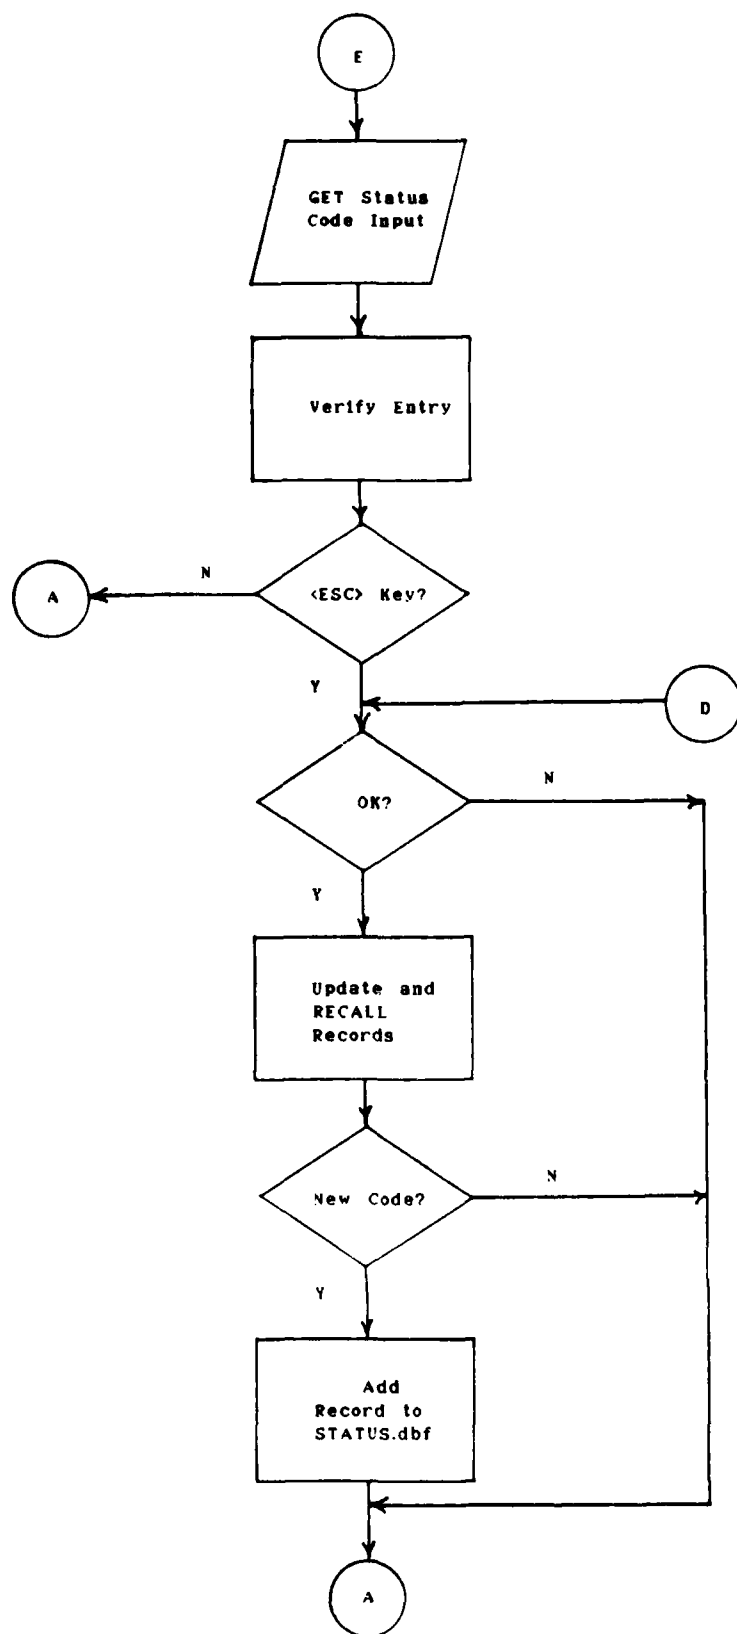 E
GET Status
Code Input
Verify Entry
N
A
<ESC> Key?
Y
D
OK?
N
Y
Update and
RECALL
Records
New Code?
N
Y
Add
Record to
STATUS.dbf
A